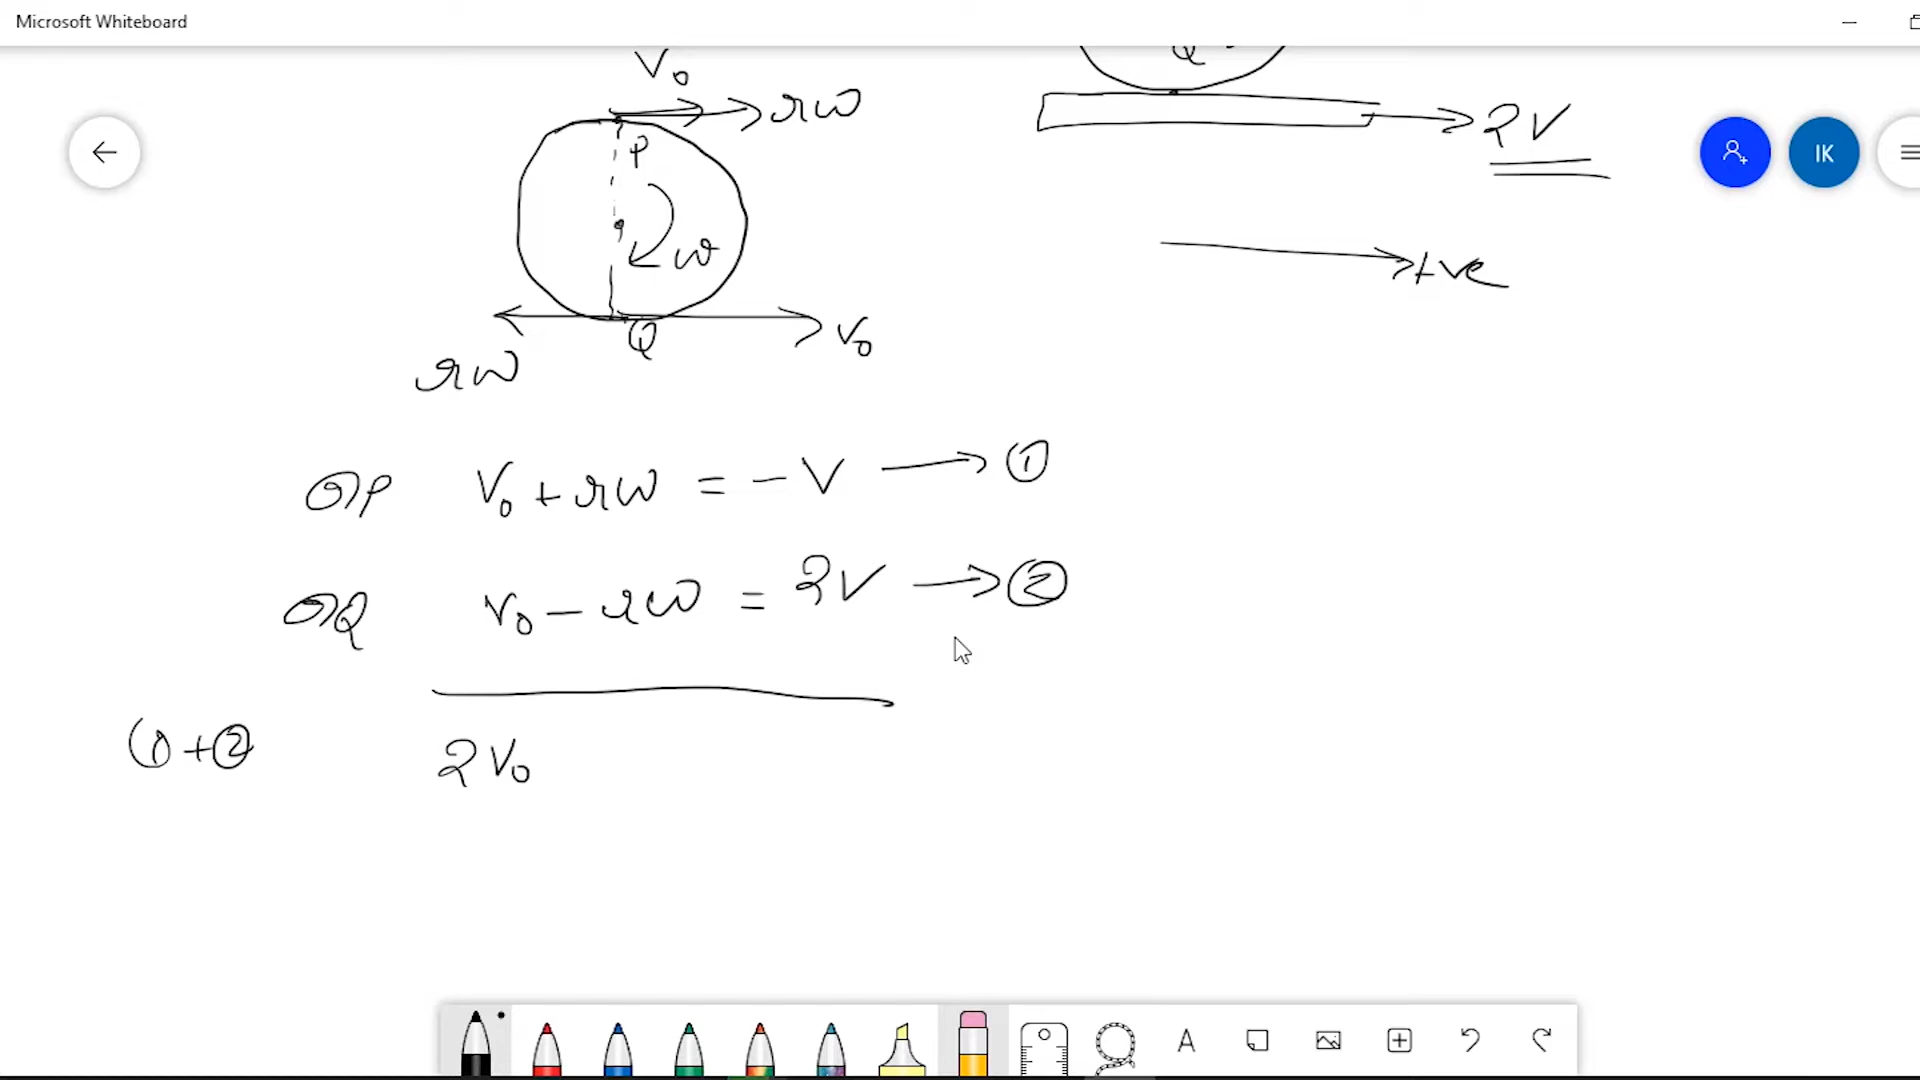 Microsoft Whiteboard
V₀
rω
P
ω
Q
V₀
rω
Q
2V
+ve
IK
P V₀ + rω = - V → ①
Q V₀ - rω = 2V → ②
① + ② 2V₀
A